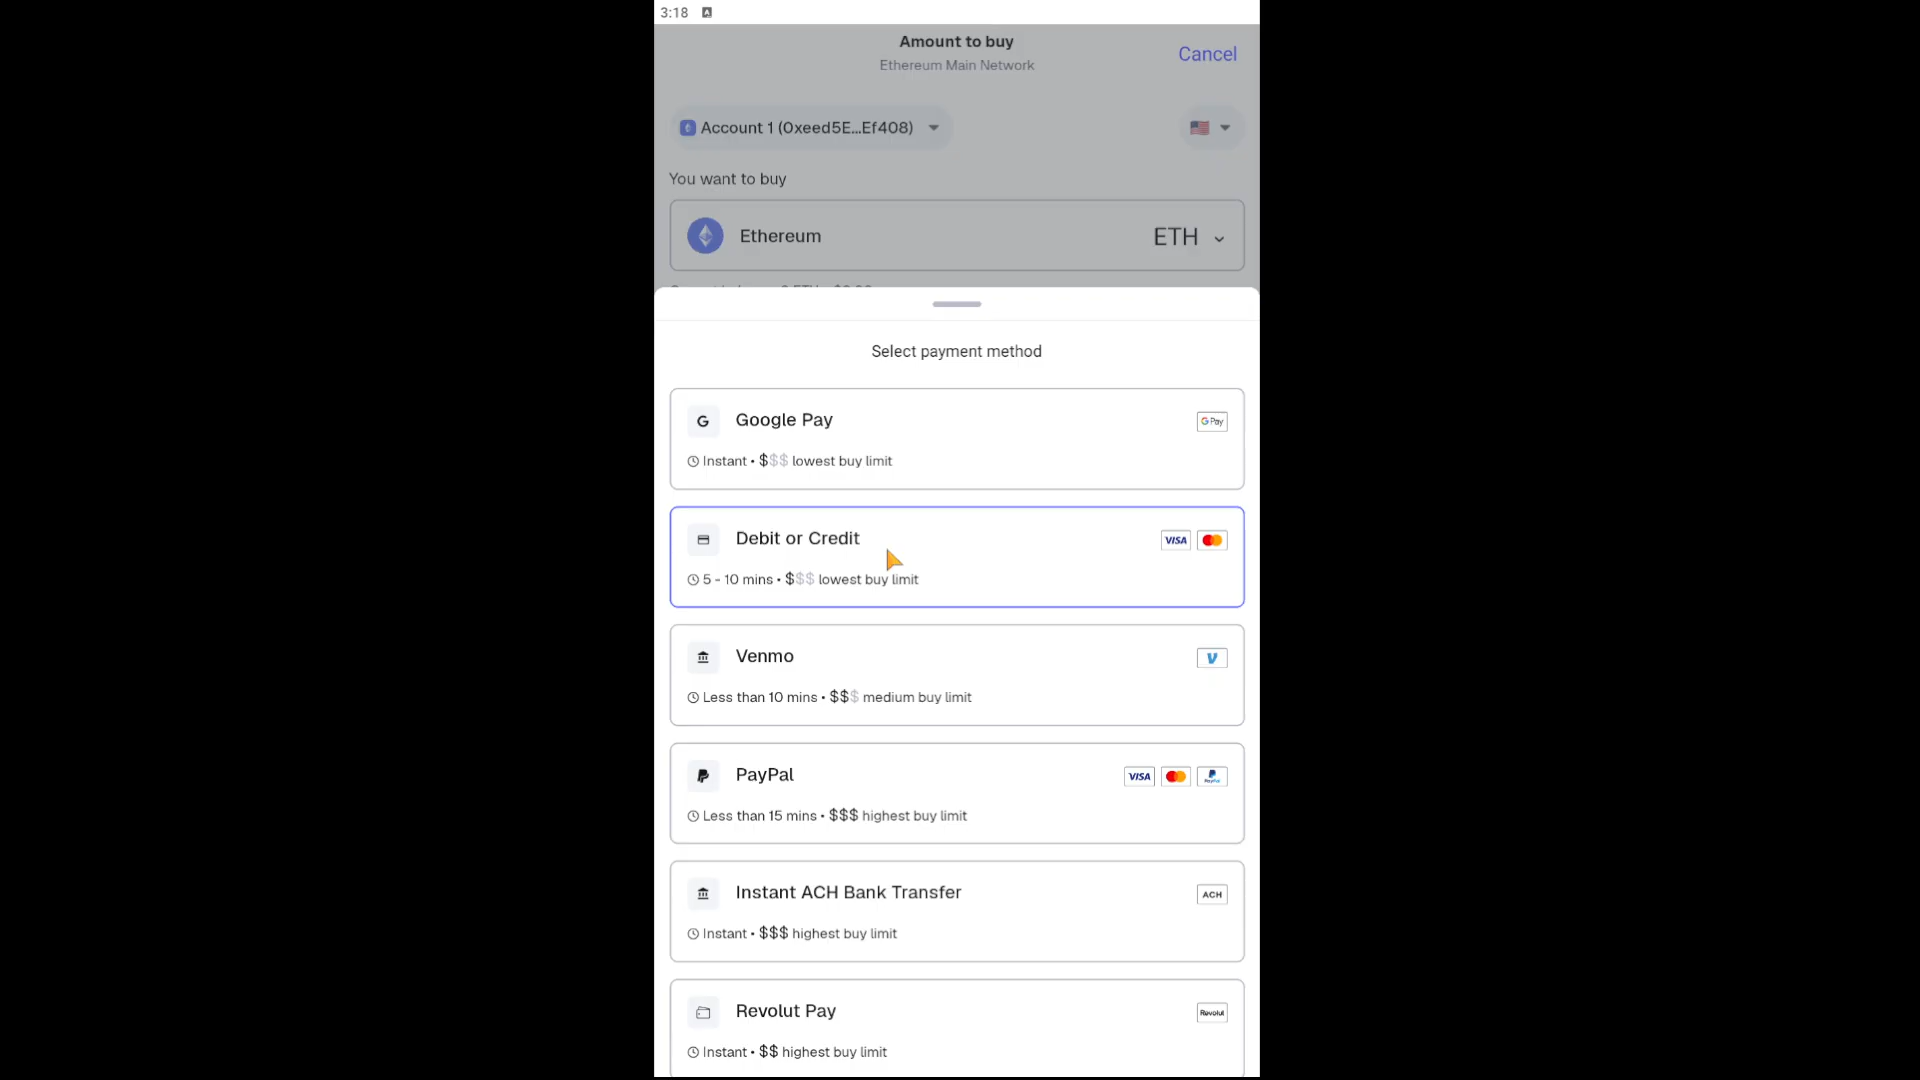 3:18
Amount to buy
Cancel
Ethereum Main Network
Account 1 (0xeed5E...Ef408)
You want to buy
Ethereum
ETH
Select payment method
Google Pay
G Pay
Instant • $$$ lowest buy limit
Debit or Credit
VISA
5 - 10 mins • $$$ lowest buy limit
Venmo
V
Less than 10 mins • $$$ medium buy limit
PayPal
VISA
PayPal
Less than 15 mins • $$$ highest buy limit
Instant ACH Bank Transfer
ACH
Instant • $$$ highest buy limit
Revolut Pay
Revolut
Instant • $$ highest buy limit